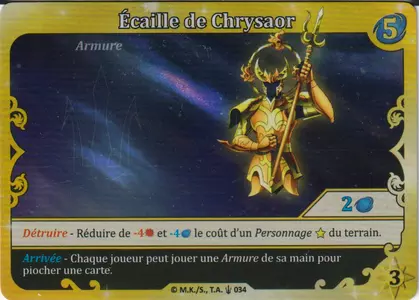 Écaille de Chrysaor
5
Armure
2
Détruire - Réduire de -4 et -4 le coût d'un Personnage du terrain.
Arrivée - Chaque joueur peut jouer une Armure de sa main pour
piocher une carte.
3
© M.K./S., T.A. 034